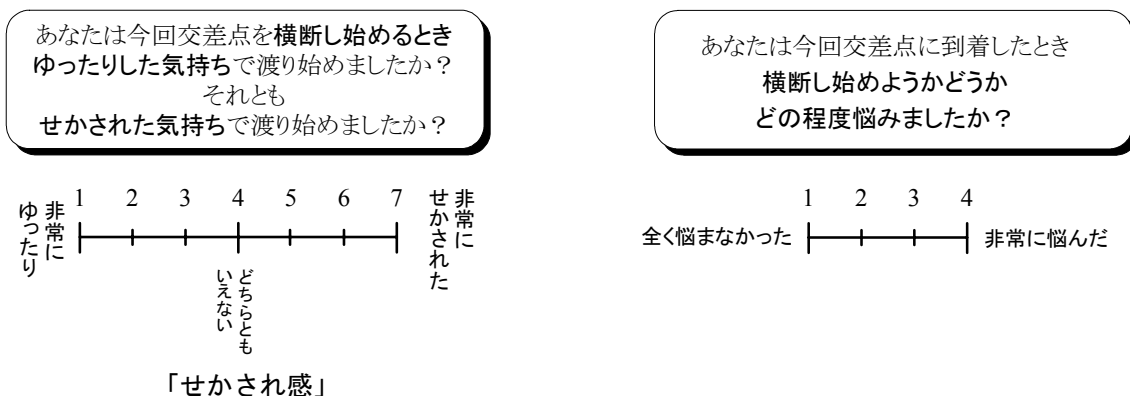 あなたは今回交差点を横断し始めるとき
ゆったりした気持ちで渡り始めましたか？
それとも
せかされた気持ちで渡り始めましたか？
1 2 3 4 5 6 7
非常に
ゆったり
非常に
せかされた
どちらとも
いえない
「せかされ感」
あなたは今回交差点に到着したとき
横断し始めようかどうか
どの程度悩みましたか？
1 2 3 4
全く悩まなかった
非常に悩んだ